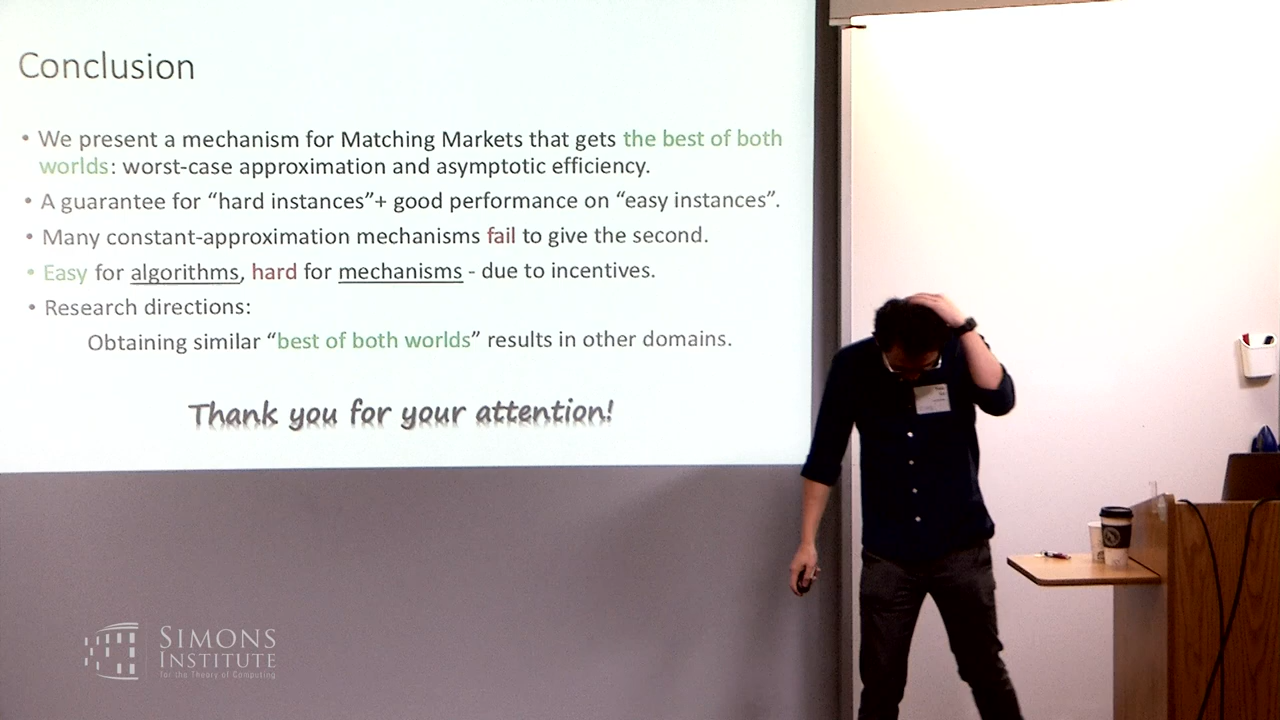 Conclusion
• We present a mechanism for Matching Markets that gets the best of both
worlds: worst-case approximation and asymptotic efficiency.
• A guarantee for “hard instances”+ good performance on “easy instances”.
• Many constant-approximation mechanisms fail to give the second.
• Easy for algorithms, hard for mechanisms - due to incentives.
• Research directions:
Obtaining similar “best of both worlds” results in other domains.
Thank you for your attention!
SIMONS
INSTITUTE
for the Theory of Computing